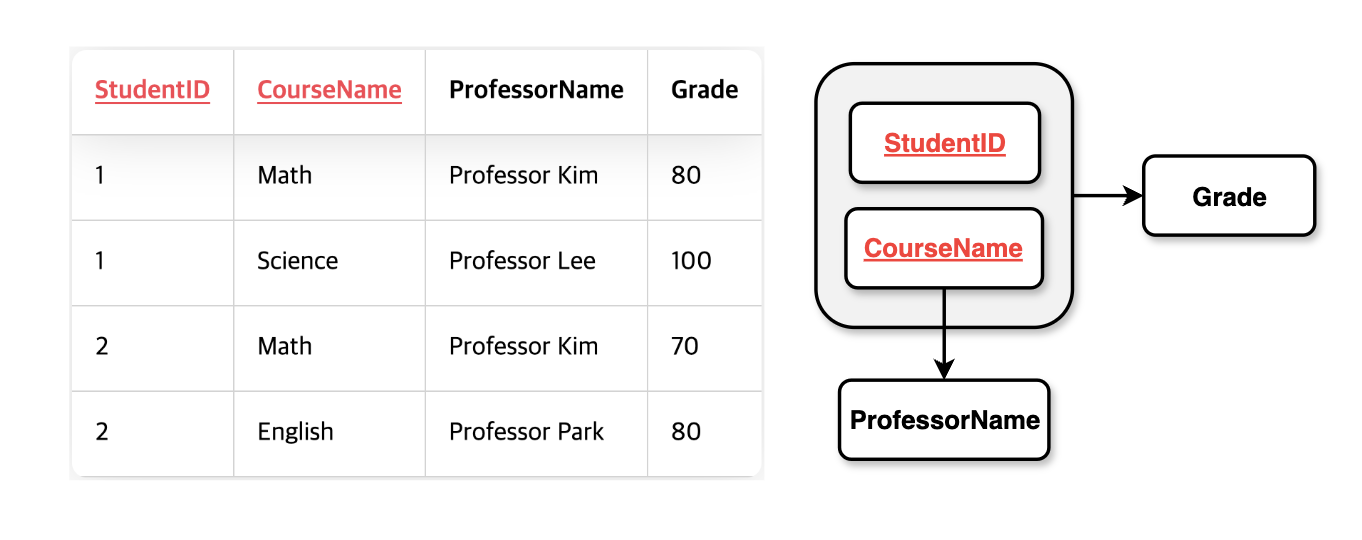 StudentID CourseName ProfessorName Grade
1 Math Professor Kim 80
1 Science Professor Lee 100
2 Math Professor Kim 70
2 English Professor Park 80
StudentID
CourseName
Grade
ProfessorName